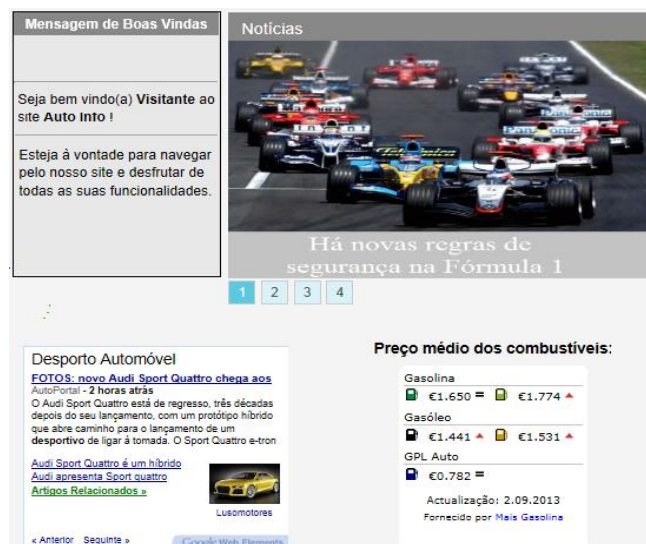 Mensagem de Boas Vindas
Seja bem vindo(a) Visitante ao
site Auto Info !
Esteja à vontade para navegar
pelo nosso site e desfrutar de
todas as suas funcionalidades.
Notícias
Panasonic
Panasonic
Há novas regras de
segurança na Fórmula 1
1 2 3 4
Desporto Automóvel
FOTOS: novo Audi Sport Quattro chega aos
AutoPortal - 2 horas atrás
O Audi Sport Quattro está de regresso, três décadas
depois do seu lançamento, com um protótipo híbrido
que abre caminho para o lançamento de um
desportivo de ligar á tomada. O Sport Quattro e-tron
Audi Sport Quattro é um híbrido
Audi apresenta Sport quattro
Artigos Relacionados »
Lusomotores
« Anterior Seguinte »
Google Web Elements
Preço médio dos combustíveis:
Gasolina
€1.650 = €1.774
Gasóleo
€1.441 €1.531
GPL Auto
€0.782 =
Actualização: 2.09.2013
Fornecido por Mais Gasolina